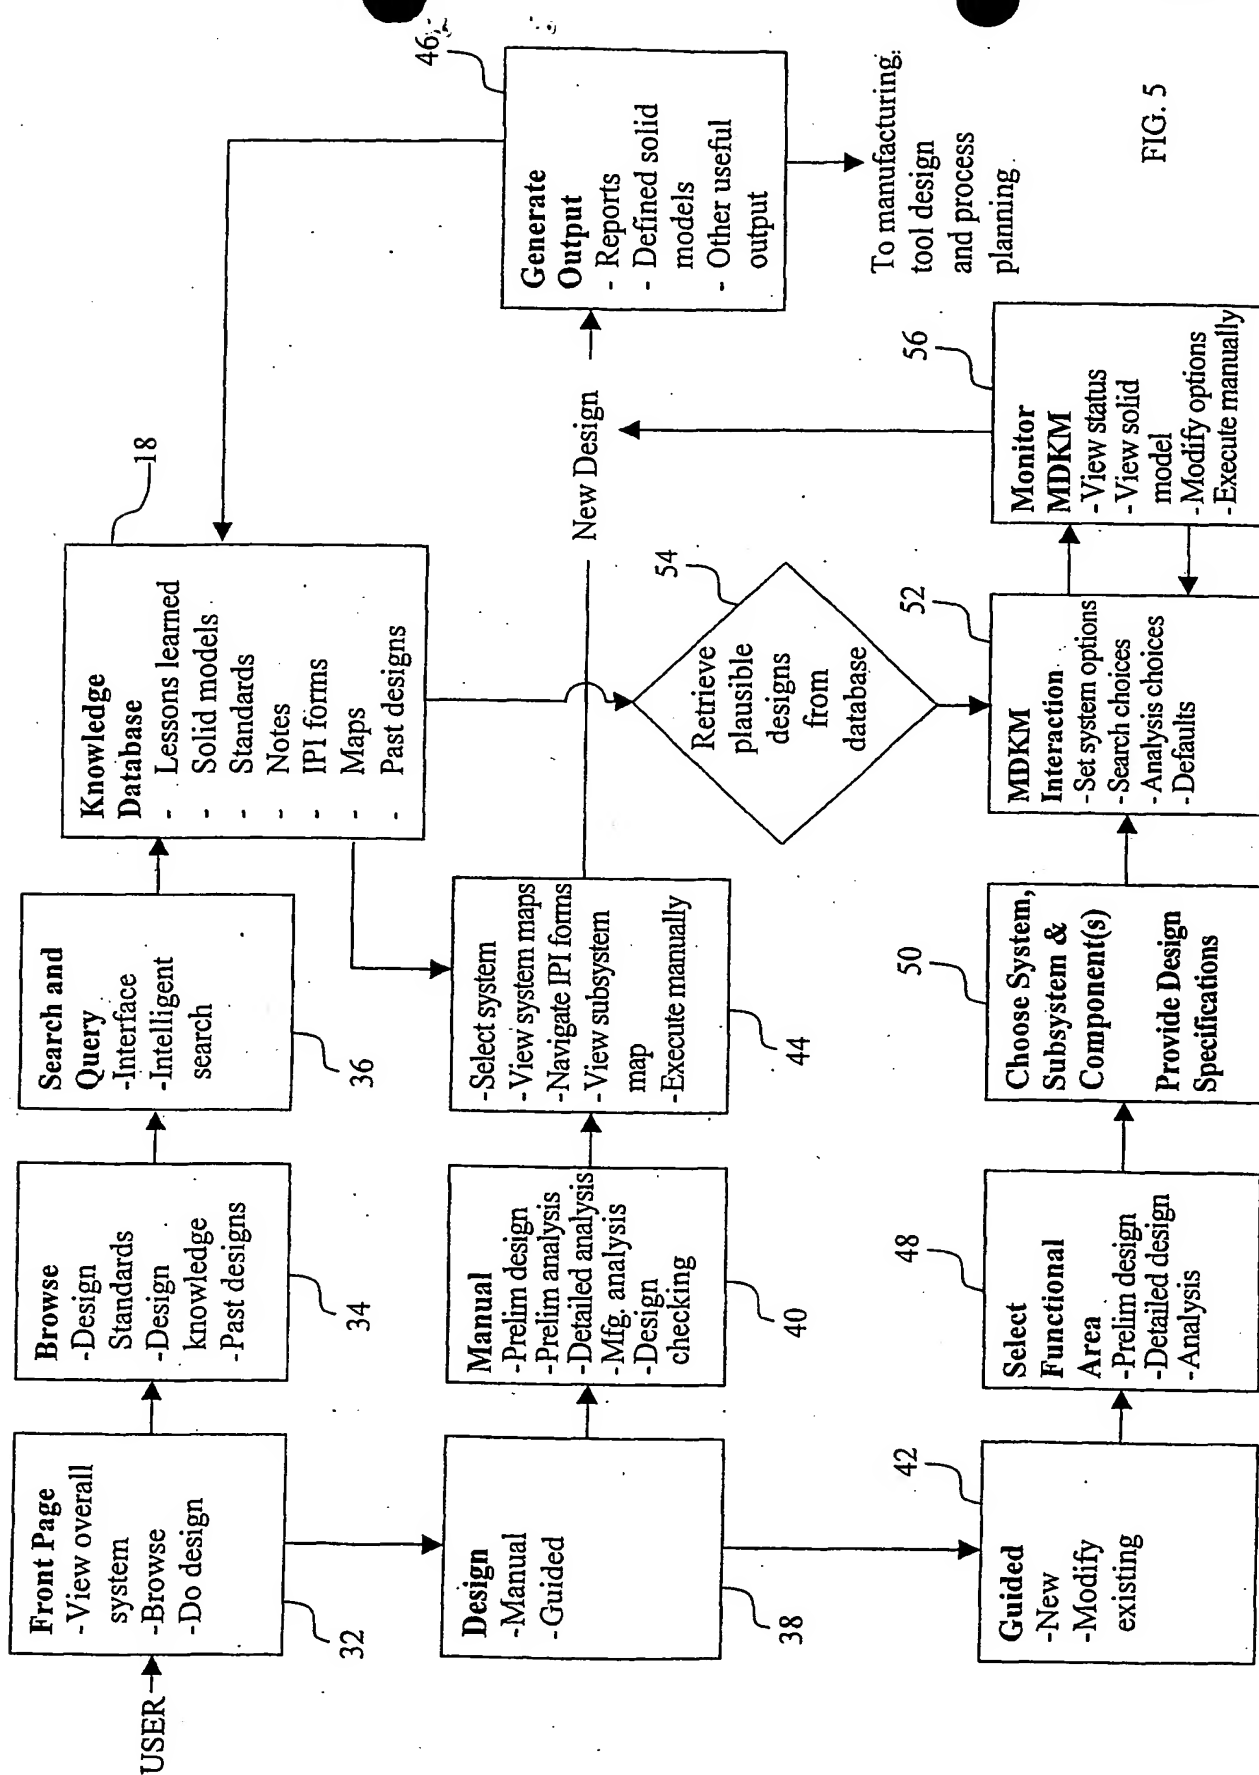 USER
Front Page
-View overall
system
-Browse
-Do design
32
Browse
-Design
Standards
-Design
knowledge
-Past designs
34
Search and
Query
-Interface
-Intelligent
search
36
Knowledge
Database
- Lessons learned
- Solid models
- Standards
- Notes
- IPI forms
- Maps
- Past designs
18
Design
-Manual
-Guided
38
Manual
-Prelim design
-Prelim analysis
-Detailed analysis
-Mfg. analysis
-Design
checking
40
-Select system
-View system maps
-Navigate IPI forms
-View subsystem
map
-Execute manually
44
New Design
Generate
Output
- Reports
- Defined solid
models
- Other useful
output
46
To manufacturing,
tool design
and process
planning
Retrieve
plausible
designs
from
database
54
Guided
-New
-Modify
existing
42
Select
Functional
Area
-Prelim design
-Detailed design
-Analysis
48
Choose System,
Subsystem &
Component(s)
Provide Design
Specifications
50
MDKM
Interaction
-Set system options
-Search choices
-Analysis choices
-Defaults
52
Monitor
MDKM
-View status
-View solid
model
-Modify options
-Execute manually
56
FIG. 5